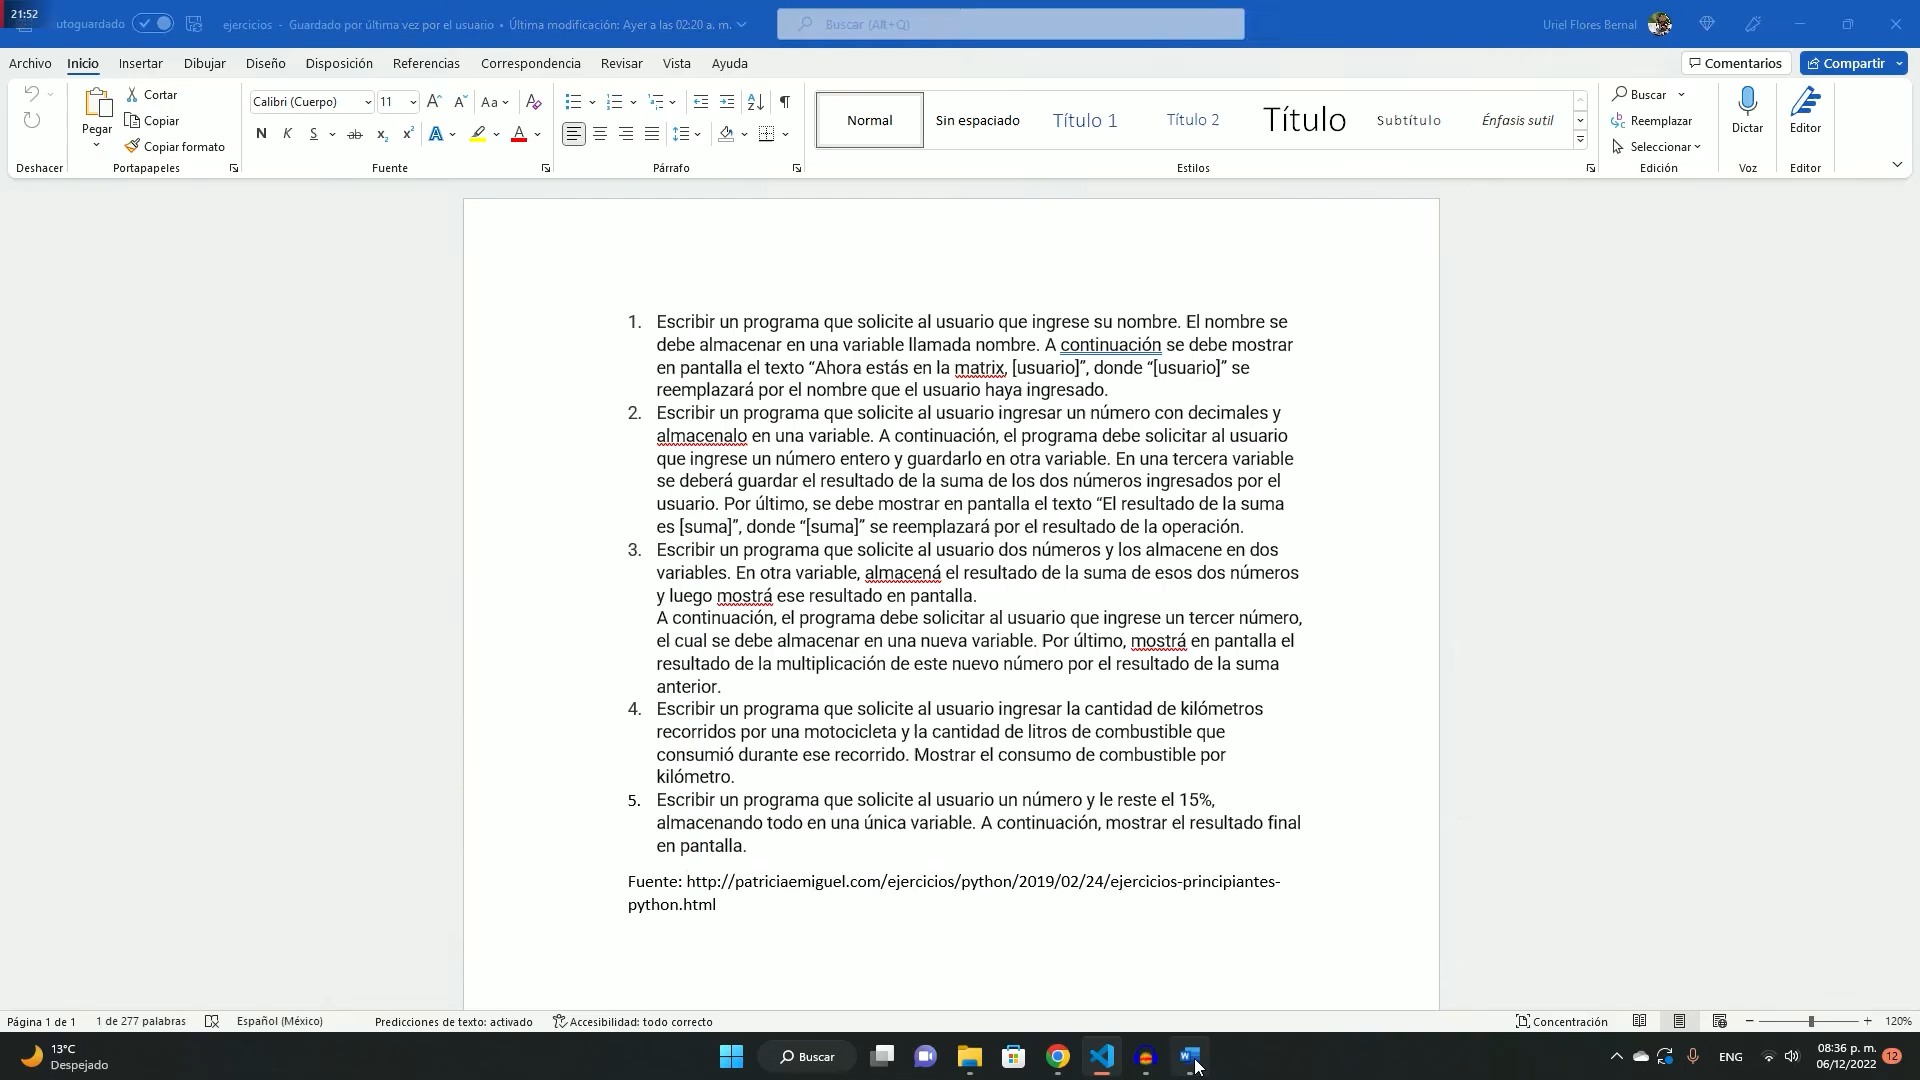 21:52
utoguardado
ejercicios - Guardado por última vez por el usuario • Última modificación: Ayer a las 02:20 a. m.
Buscar (Alt+Q)
Uriel Flores Bernal
Archivo Inicio Insertar Dibujar Diseño Disposición Referencias Correspondencia Revisar Vista Ayuda
Comentarios
Compartir
Pegar
Cortar
Copiar
Copiar formato
Calibri (Cuerpo) 11
Aa
N K S ab x₂ x² A A
Normal
Sin espaciado
Título 1
Título 2
Título
Subtítulo
Énfasis sutil
Buscar
Reemplazar
Seleccionar
Dictar
Editor
Deshacer
Portapapeles
Fuente
Párrafo
Estilos
Edición
Voz
Editor
1. Escribir un programa que solicite al usuario que ingrese su nombre. El nombre se
debe almacenar en una variable llamada nombre. A continuación se debe mostrar
en pantalla el texto “Ahora estás en la matrix, [usuario]”, donde “[usuario]” se
reemplazará por el nombre que el usuario haya ingresado.
2. Escribir un programa que solicite al usuario ingresar un número con decimales y
almacenalo en una variable. A continuación, el programa debe solicitar al usuario
que ingrese un número entero y guardarlo en otra variable. En una tercera variable
se deberá guardar el resultado de la suma de los dos números ingresados por el
usuario. Por último, se debe mostrar en pantalla el texto “El resultado de la suma
es [suma]”, donde “[suma]” se reemplazará por el resultado de la operación.
3. Escribir un programa que solicite al usuario dos números y los almacene en dos
variables. En otra variable, almacená el resultado de la suma de esos dos números
y luego mostrá ese resultado en pantalla.
A continuación, el programa debe solicitar al usuario que ingrese un tercer número,
el cual se debe almacenar en una nueva variable. Por último, mostrá en pantalla el
resultado de la multiplicación de este nuevo número por el resultado de la suma
anterior.
4. Escribir un programa que solicite al usuario ingresar la cantidad de kilómetros
recorridos por una motocicleta y la cantidad de litros de combustible que
consumió durante ese recorrido. Mostrar el consumo de combustible por
kilómetro.
5. Escribir un programa que solicite al usuario un número y le reste el 15%,
almacenando todo en una única variable. A continuación, mostrar el resultado final
en pantalla.
Fuente: http://patriciaemiguel.com/ejercicios/python/2019/02/24/ejercicios-principiantes-
python.html
Página 1 de 1 1 de 277 palabras Español (México) Predicciones de texto: activado Accesibilidad: todo correcto
Concentración
120%
13°C
Despejado
Buscar
ENG
08:36 p. m.
06/12/2022
12